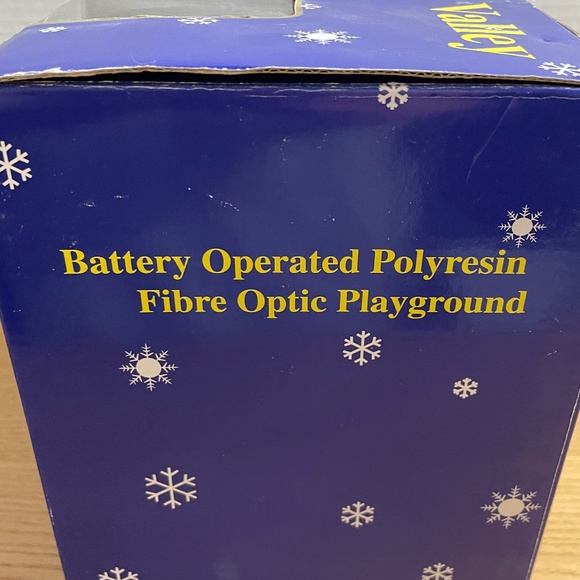 Valley
Battery Operated Polyresin
Fibre Optic Playground